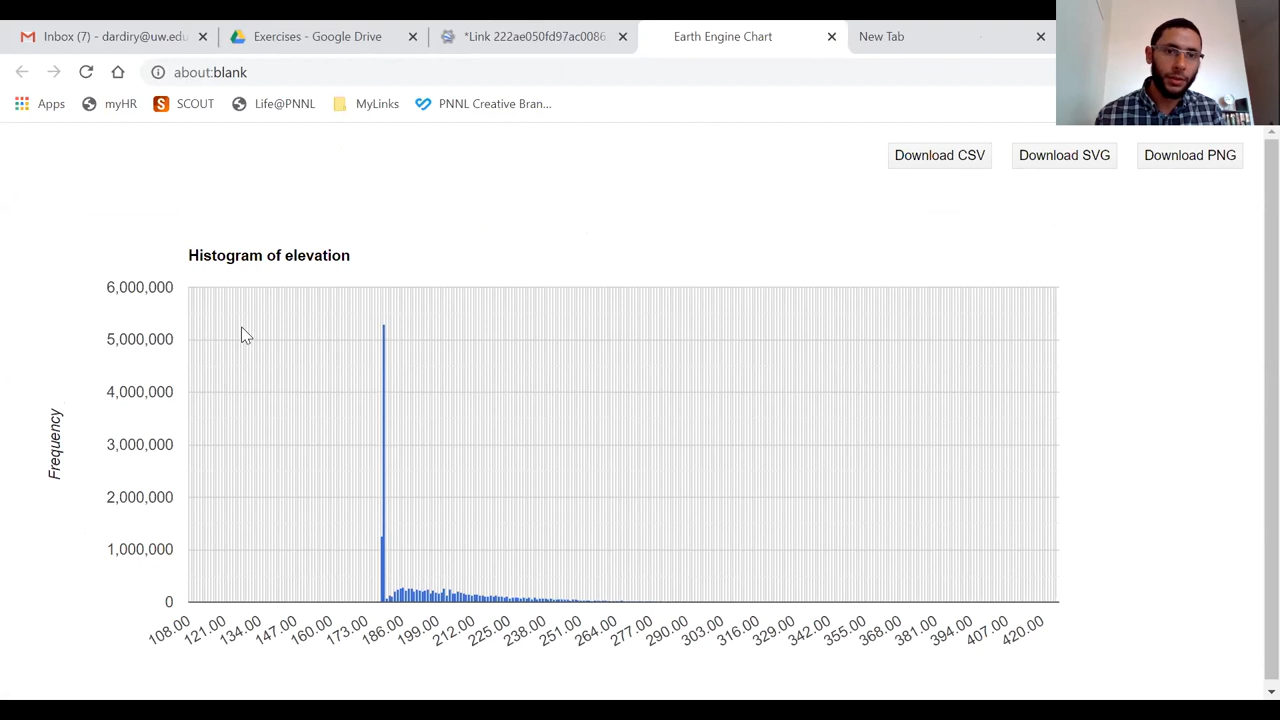 Inbox (7) - dardiry@uw.edu
Exercises - Google Drive
*Link 222ae050fd97ac0086
Earth Engine Chart
New Tab
about:blank
Apps
myHR
SCOUT
Life@PNNL
MyLinks
PNNL Creative Bran...
Download CSV
Download SVG
Download PNG
Histogram of elevation
Frequency
6,000,000
5,000,000
4,000,000
3,000,000
2,000,000
1,000,000
0
108.00 121.00 134.00 147.00 160.00 173.00 186.00 199.00 212.00 225.00 238.00 251.00 264.00 277.00 290.00 303.00 316.00 329.00 342.00 355.00 368.00 381.00 394.00 407.00 420.00